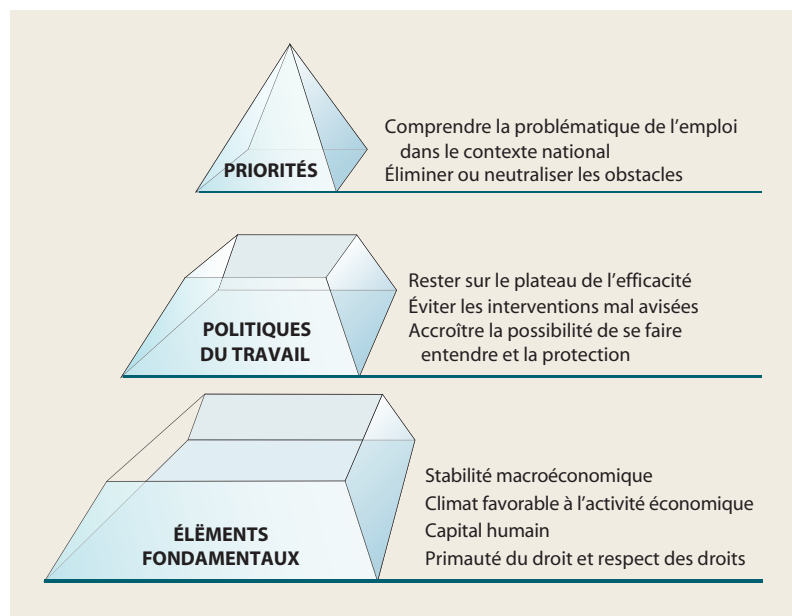 PRIORITÉS
Comprendre la problématique de l’emploi
dans le contexte national
Éliminer ou neutraliser les obstacles
POLITIQUES
DU TRAVAIL
Rester sur le plateau de l’efficacité
Éviter les interventions mal avisées
Accroître la possibilité de se faire
entendre et la protection
ÉLËMENTS
FONDAMENTAUX
Stabilité macroéconomique
Climat favorable à l’activité économique
Capital humain
Primauté du droit et respect des droits